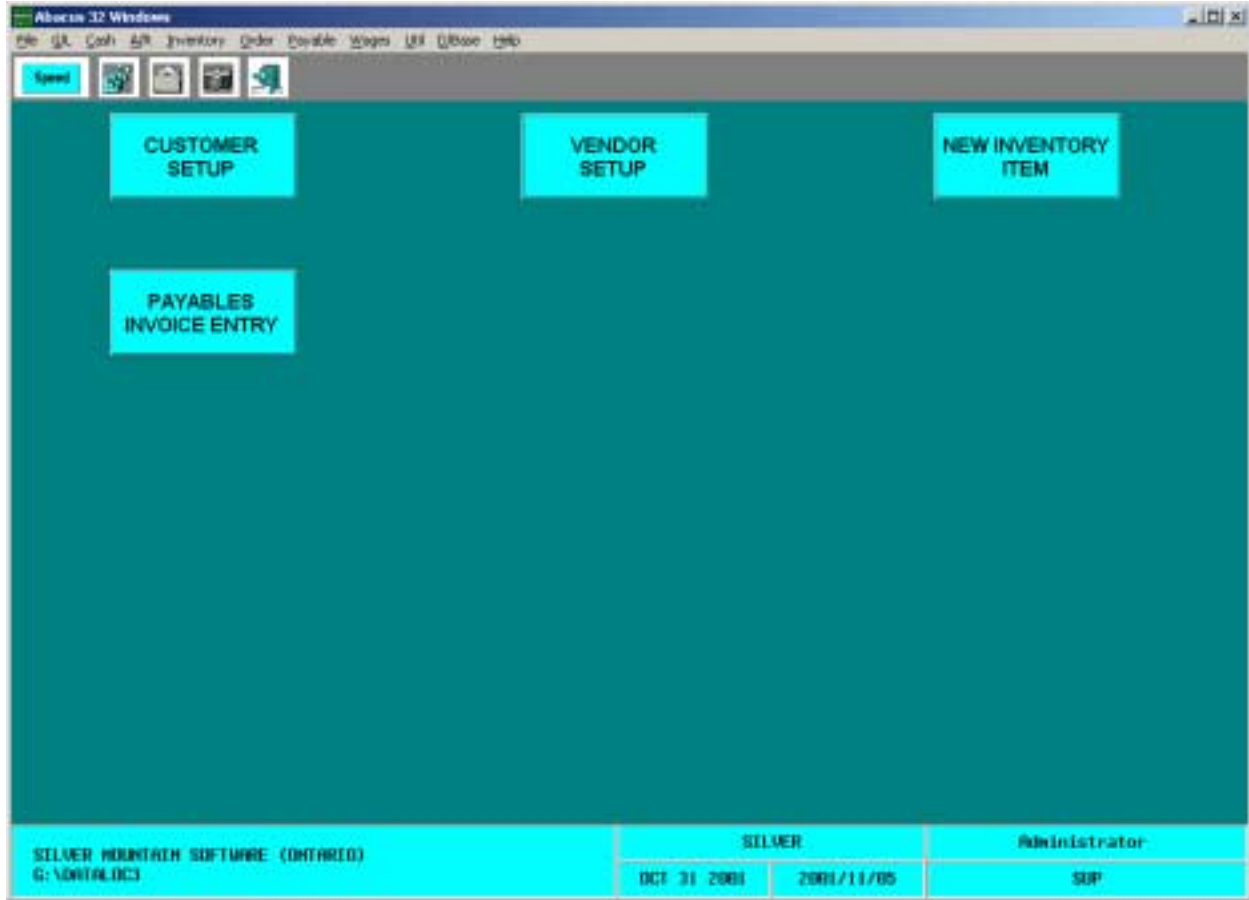 Abacus 32 Windows
File G/L Cash A/R Inventory Order Payable Wages Util D/Base Help
Speed
CUSTOMER
SETUP
VENDOR
SETUP
NEW INVENTORY
ITEM
PAYABLES
INVOICE ENTRY
SILVER MOUNTAIN SOFTWARE (ONTARIO)
G:\DATALOC3
SILVER
Administrator
OCT 31 2001
2001/11/05
SUP